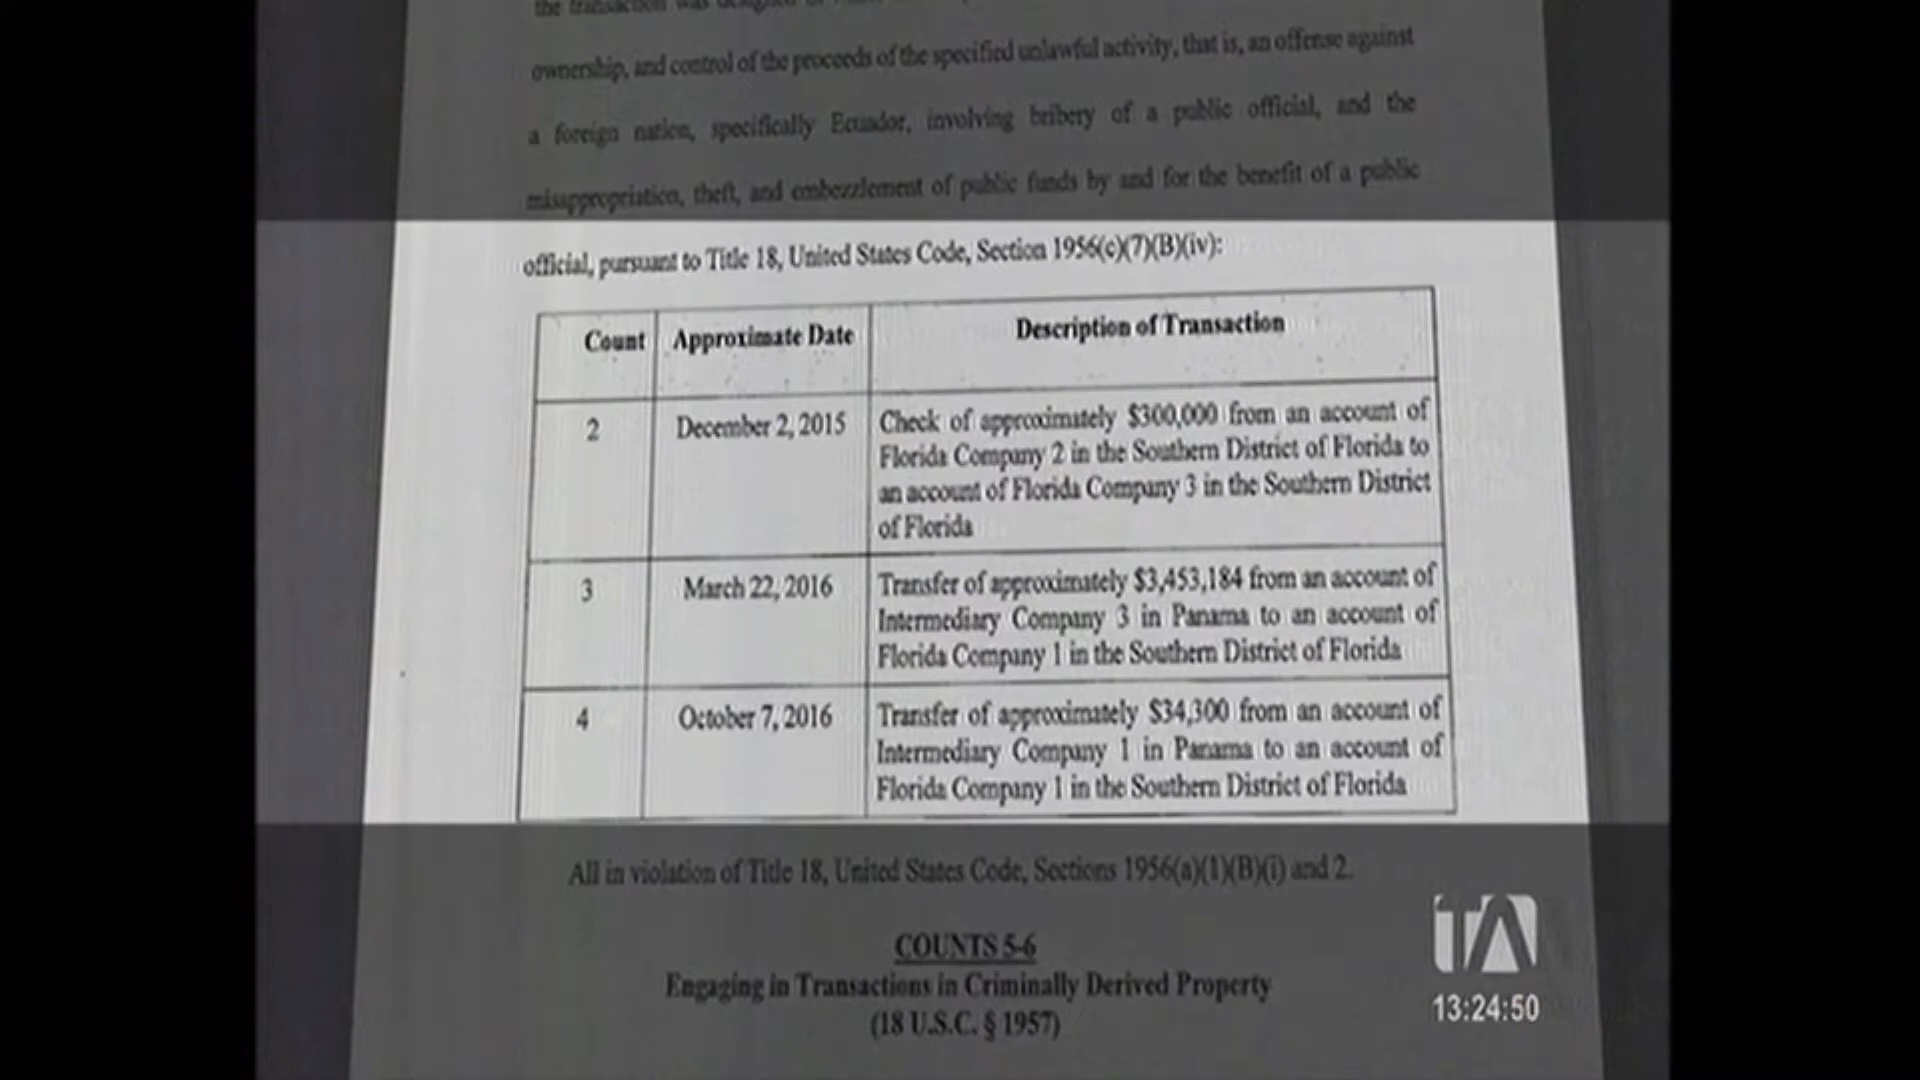 the transaction was designed
ownership, and control of the proceeds of the specified unlawful activity, that is, an offense against
a foreign nation, specifically Ecuador, involving bribery of a public official, and the
misappropriation, theft, and embezzlement of public funds by and for the benefit of a public
official, pursuant to Title 18, United States Code, Section 1956(c)(7)(B)(iv):
Count Approximate Date Description of Transaction
2 December 2, 2015 Check of approximately $300,000 from an account of
Florida Company 2 in the Southern District of Florida to
an account of Florida Company 3 in the Southern District
of Florida
3 March 22, 2016 Transfer of approximately $3,453,184 from an account of
Intermediary Company 3 in Panama to an account of
Florida Company 1 in the Southern District of Florida
4 October 7, 2016 Transfer of approximately $34,300 from an account of
Intermediary Company 1 in Panama to an account of
Florida Company 1 in the Southern District of Florida
All in violation of Title 18, United States Code, Sections 1956(a)(1)(B)(i) and 2.
COUNTS 5-6
Engaging in Transactions in Criminally Derived Property
(18 U.S.C. § 1957)
TA
13:24:50